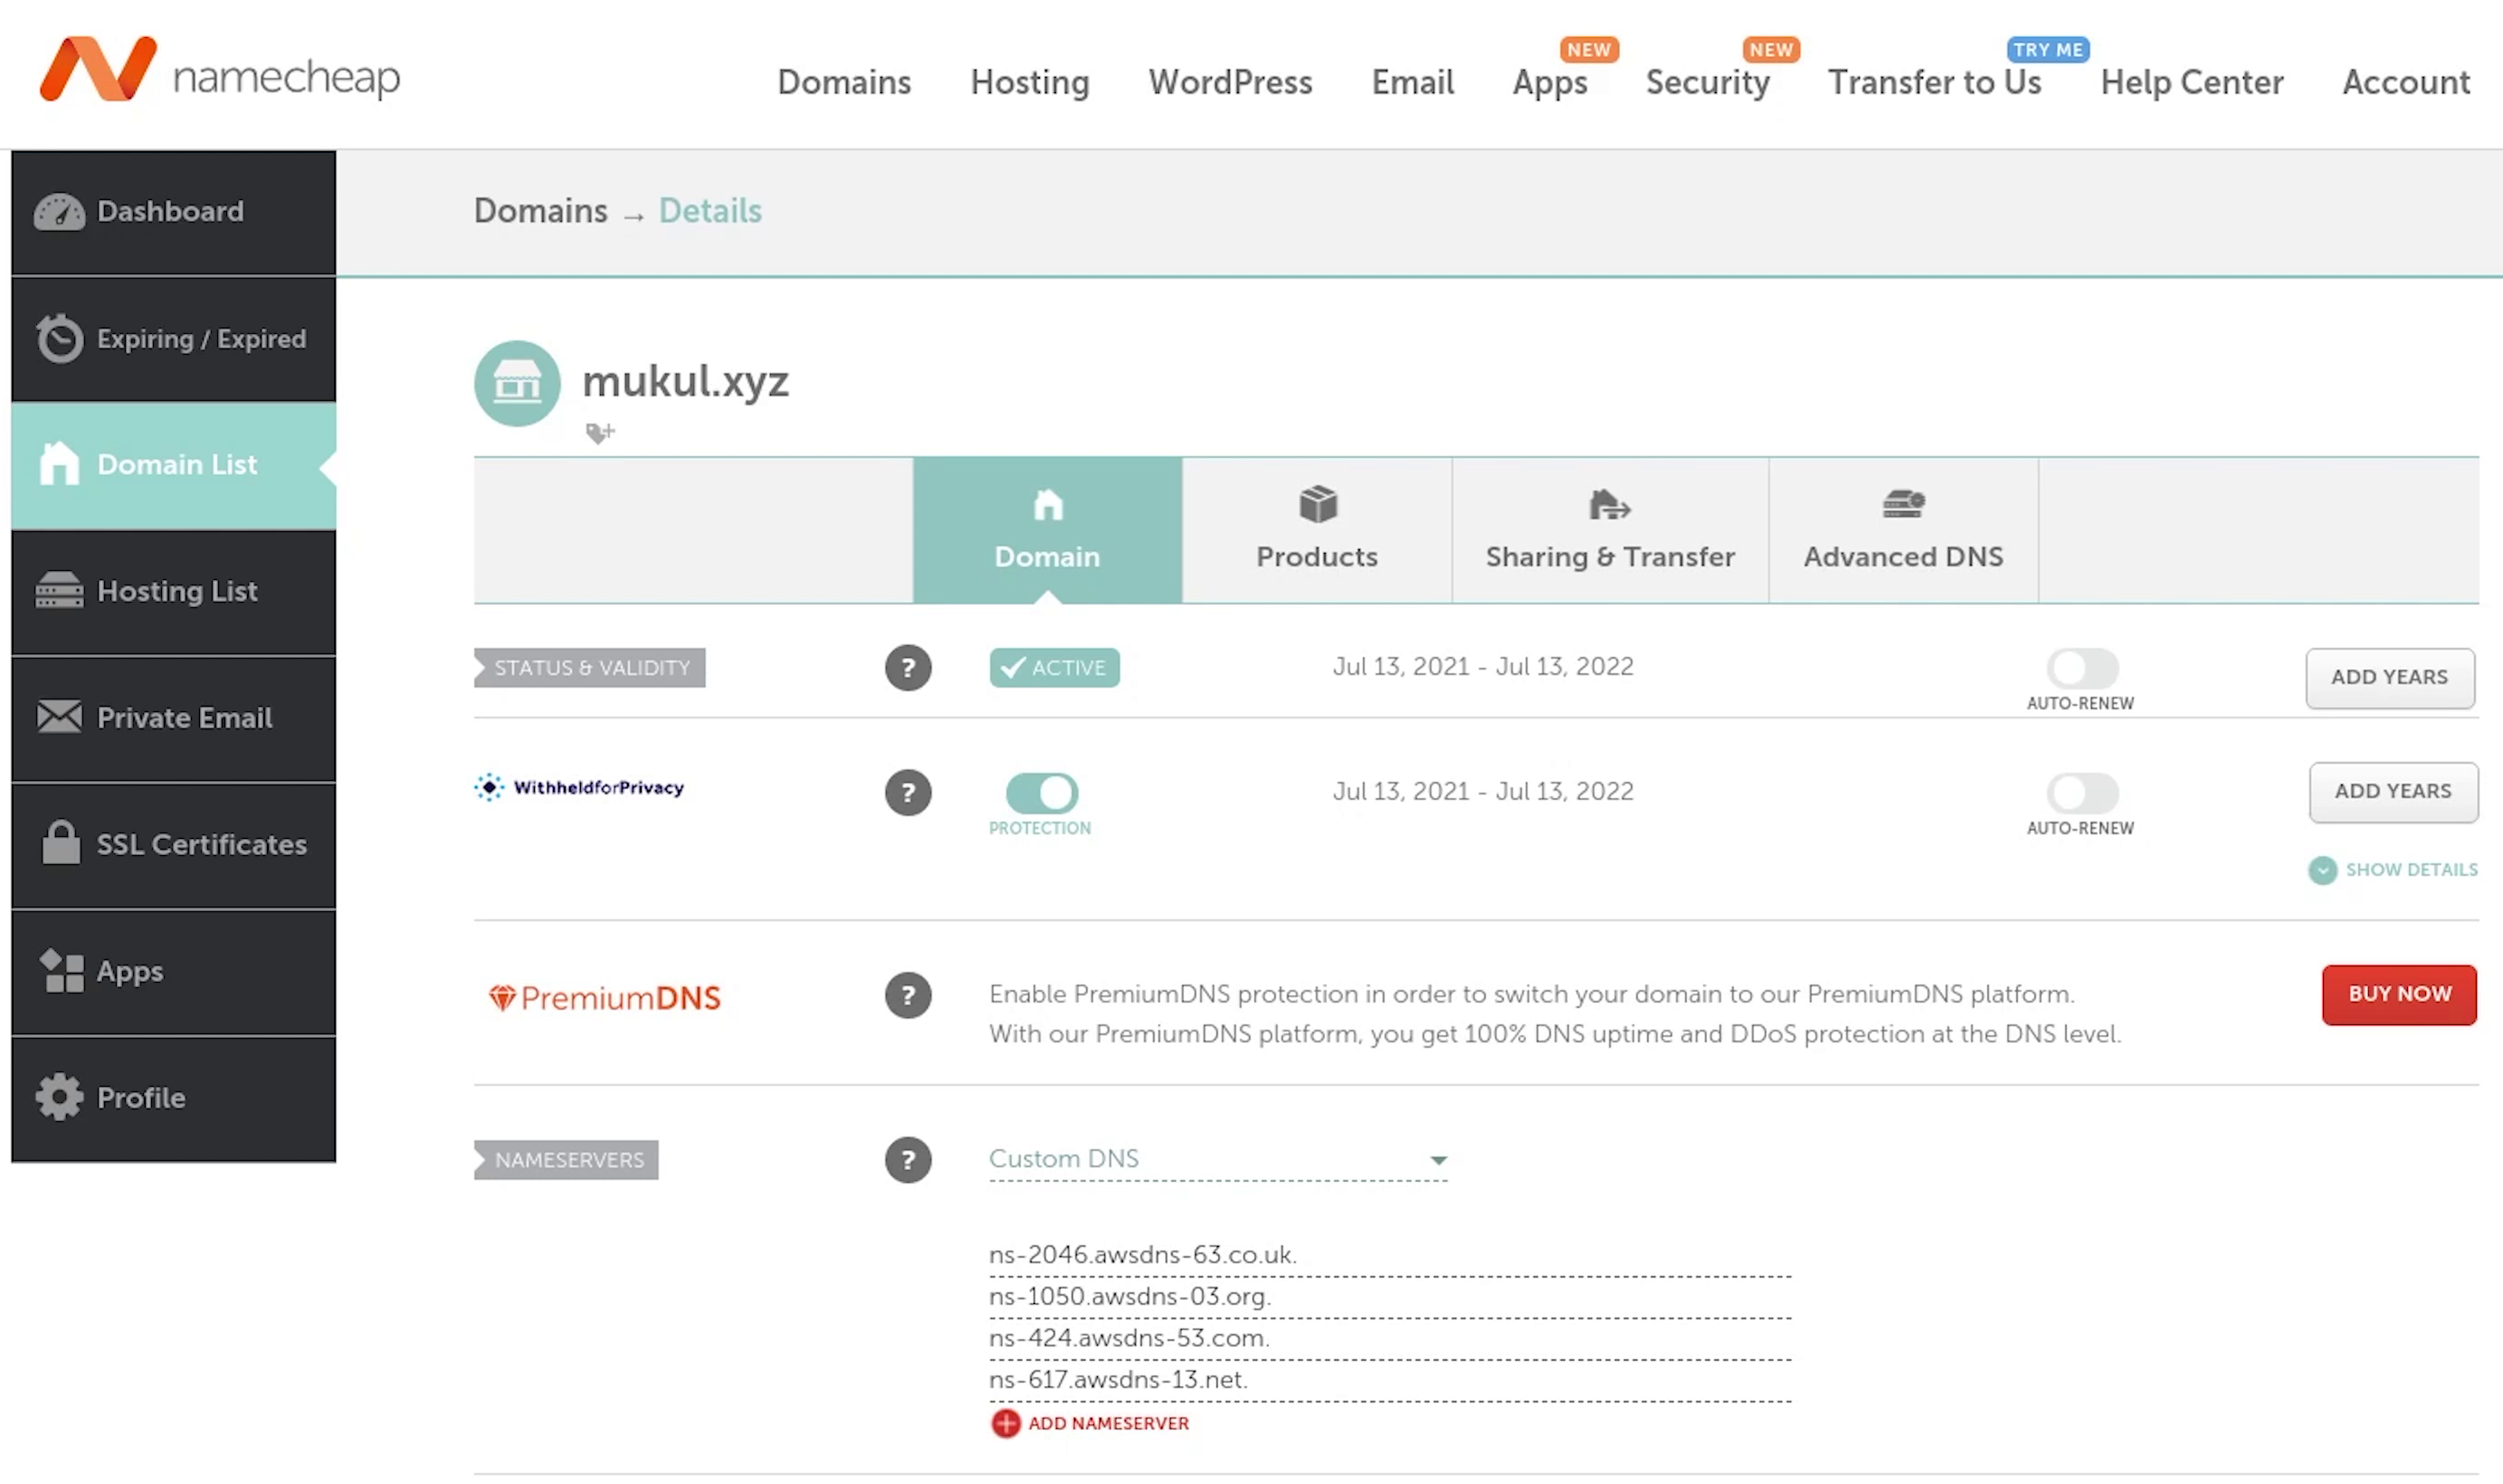 namecheap
Domains
Hosting
WordPress
Email
NEW
Apps
NEW
Security
TRY ME
Transfer to Us
Help Center
Account
Dashboard
Expiring / Expired
Domain List
Hosting List
Private Email
SSL Certificates
Apps
Profile
Domains → Details
mukul.xyz
Domain
Products
Sharing & Transfer
Advanced DNS
STATUS & VALIDITY
?
ACTIVE
Jul 13, 2021 - Jul 13, 2022
AUTO-RENEW
ADD YEARS
WithheldforPrivacy
?
PROTECTION
Jul 13, 2021 - Jul 13, 2022
AUTO-RENEW
ADD YEARS
SHOW DETAILS
PremiumDNS
?
Enable PremiumDNS protection in order to switch your domain to our PremiumDNS platform.
With our PremiumDNS platform, you get 100% DNS uptime and DDoS protection at the DNS level.
BUY NOW
NAMESERVERS
?
Custom DNS
ns-2046.awsdns-63.co.uk.
ns-1050.awsdns-03.org.
ns-424.awsdns-53.com.
ns-617.awsdns-13.net.
ADD NAMESERVER